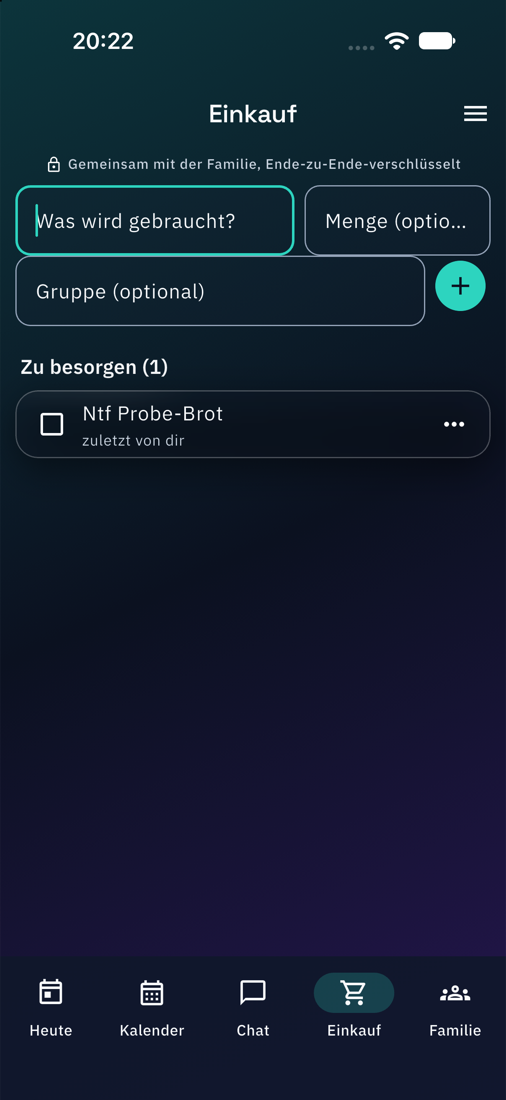 20:22
Einkauf
Gemeinsam mit der Familie, Ende-zu-Ende-verschlüsselt
Was wird gebraucht?
Menge (optio...
Gruppe (optional)
Zu besorgen (1)
Ntf Probe-Brot
zuletzt von dir
Heute
Kalender
Chat
Einkauf
Familie